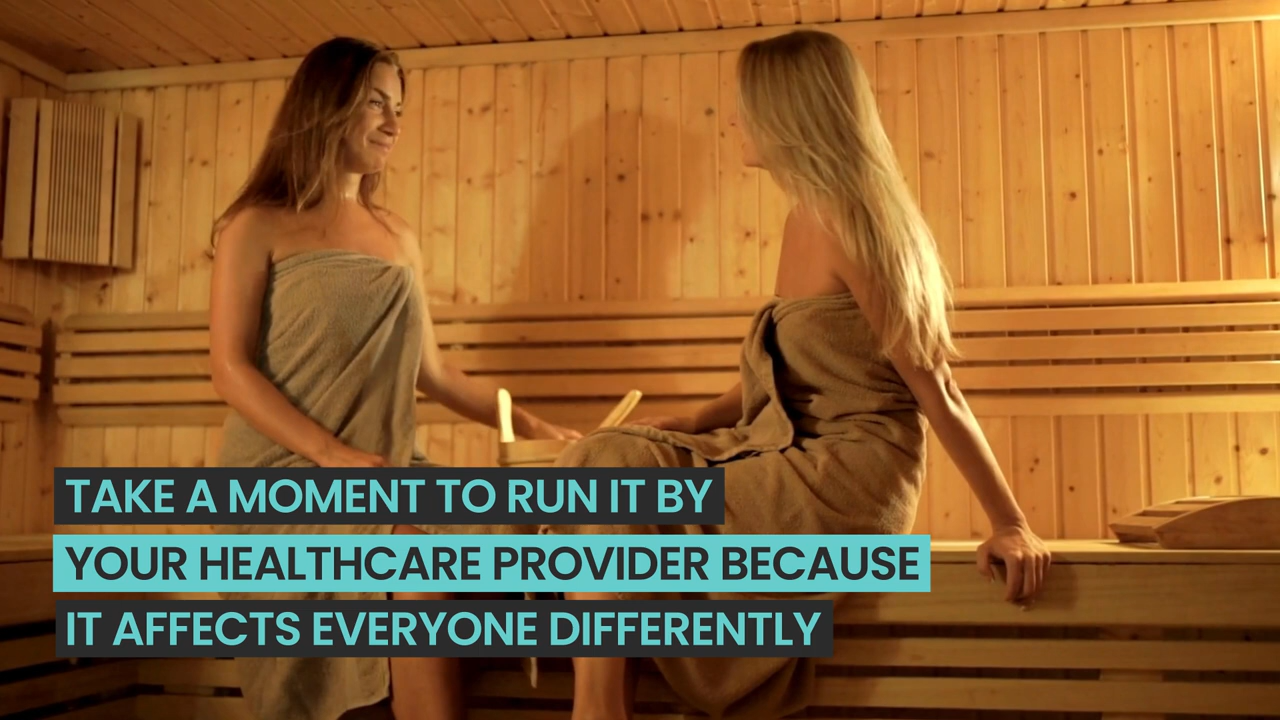 TAKE A MOMENT TO RUN IT BY
YOUR HEALTHCARE PROVIDER BECAUSE
IT AFFECTS EVERYONE DIFFERENTLY